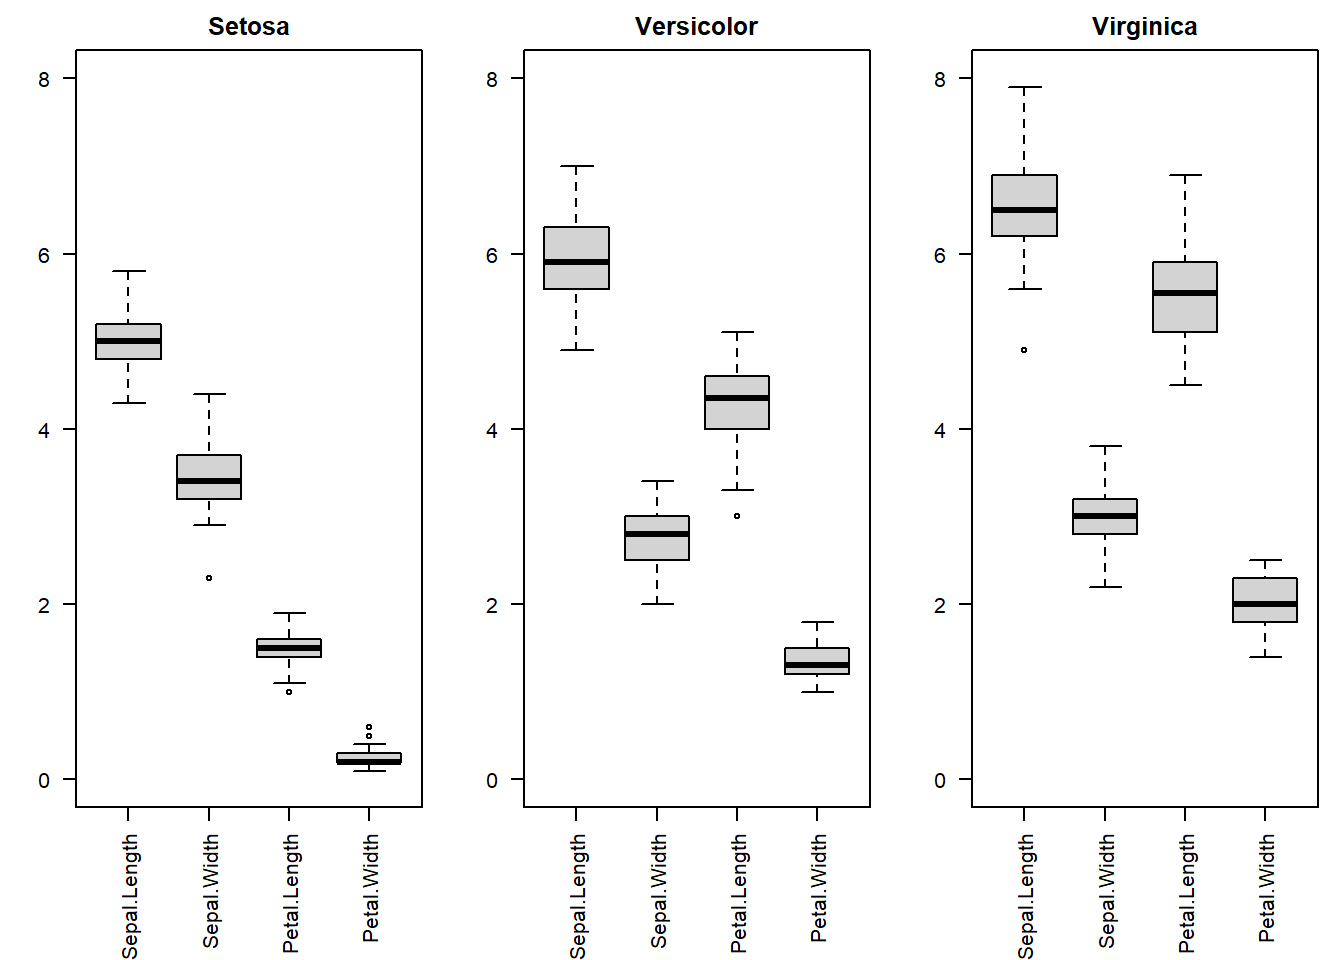 Setosa
8
6
4
2
0
Sepal.Length
Sepal.Width
Petal.Length
Petal.Width
Versicolor
8
6
4
2
0
Sepal.Length
Sepal.Width
Petal.Length
Petal.Width
Virginica
8
6
4
2
0
Sepal.Length
Sepal.Width
Petal.Length
Petal.Width